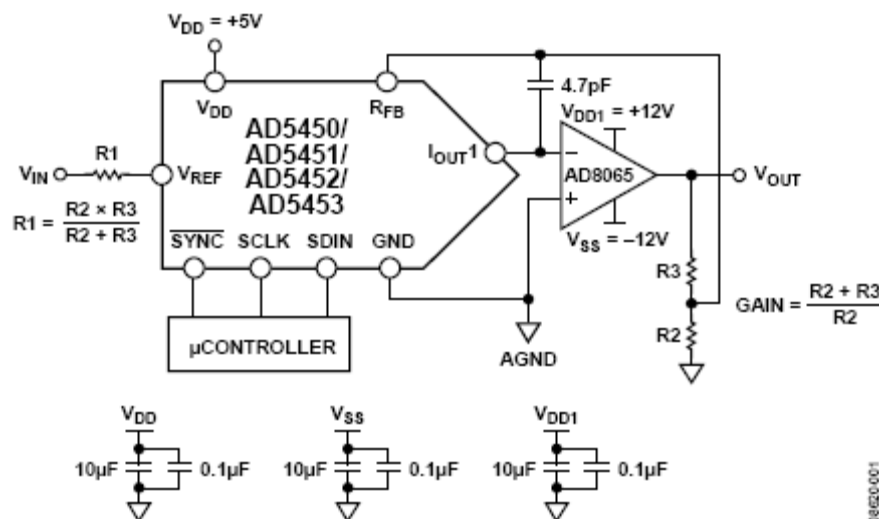 V_DD = +5V
V_DD
R_FB
4.7pF
V_DD1 = +12V
AD5450/
AD5451/
AD5452/
AD5453
I_OUT1
V_IN
R1
V_REF
AD8065
V_OUT
R1 = R2 × R3 / R2 + R3
SYNC SCLK SDIN GND
V_SS = –12V
R3
GAIN = R2 + R3 / R2
R2
µCONTROLLER
AGND
V_DD
V_SS
V_DD1
10µF 0.1µF
10µF 0.1µF
10µF 0.1µF
08620-001